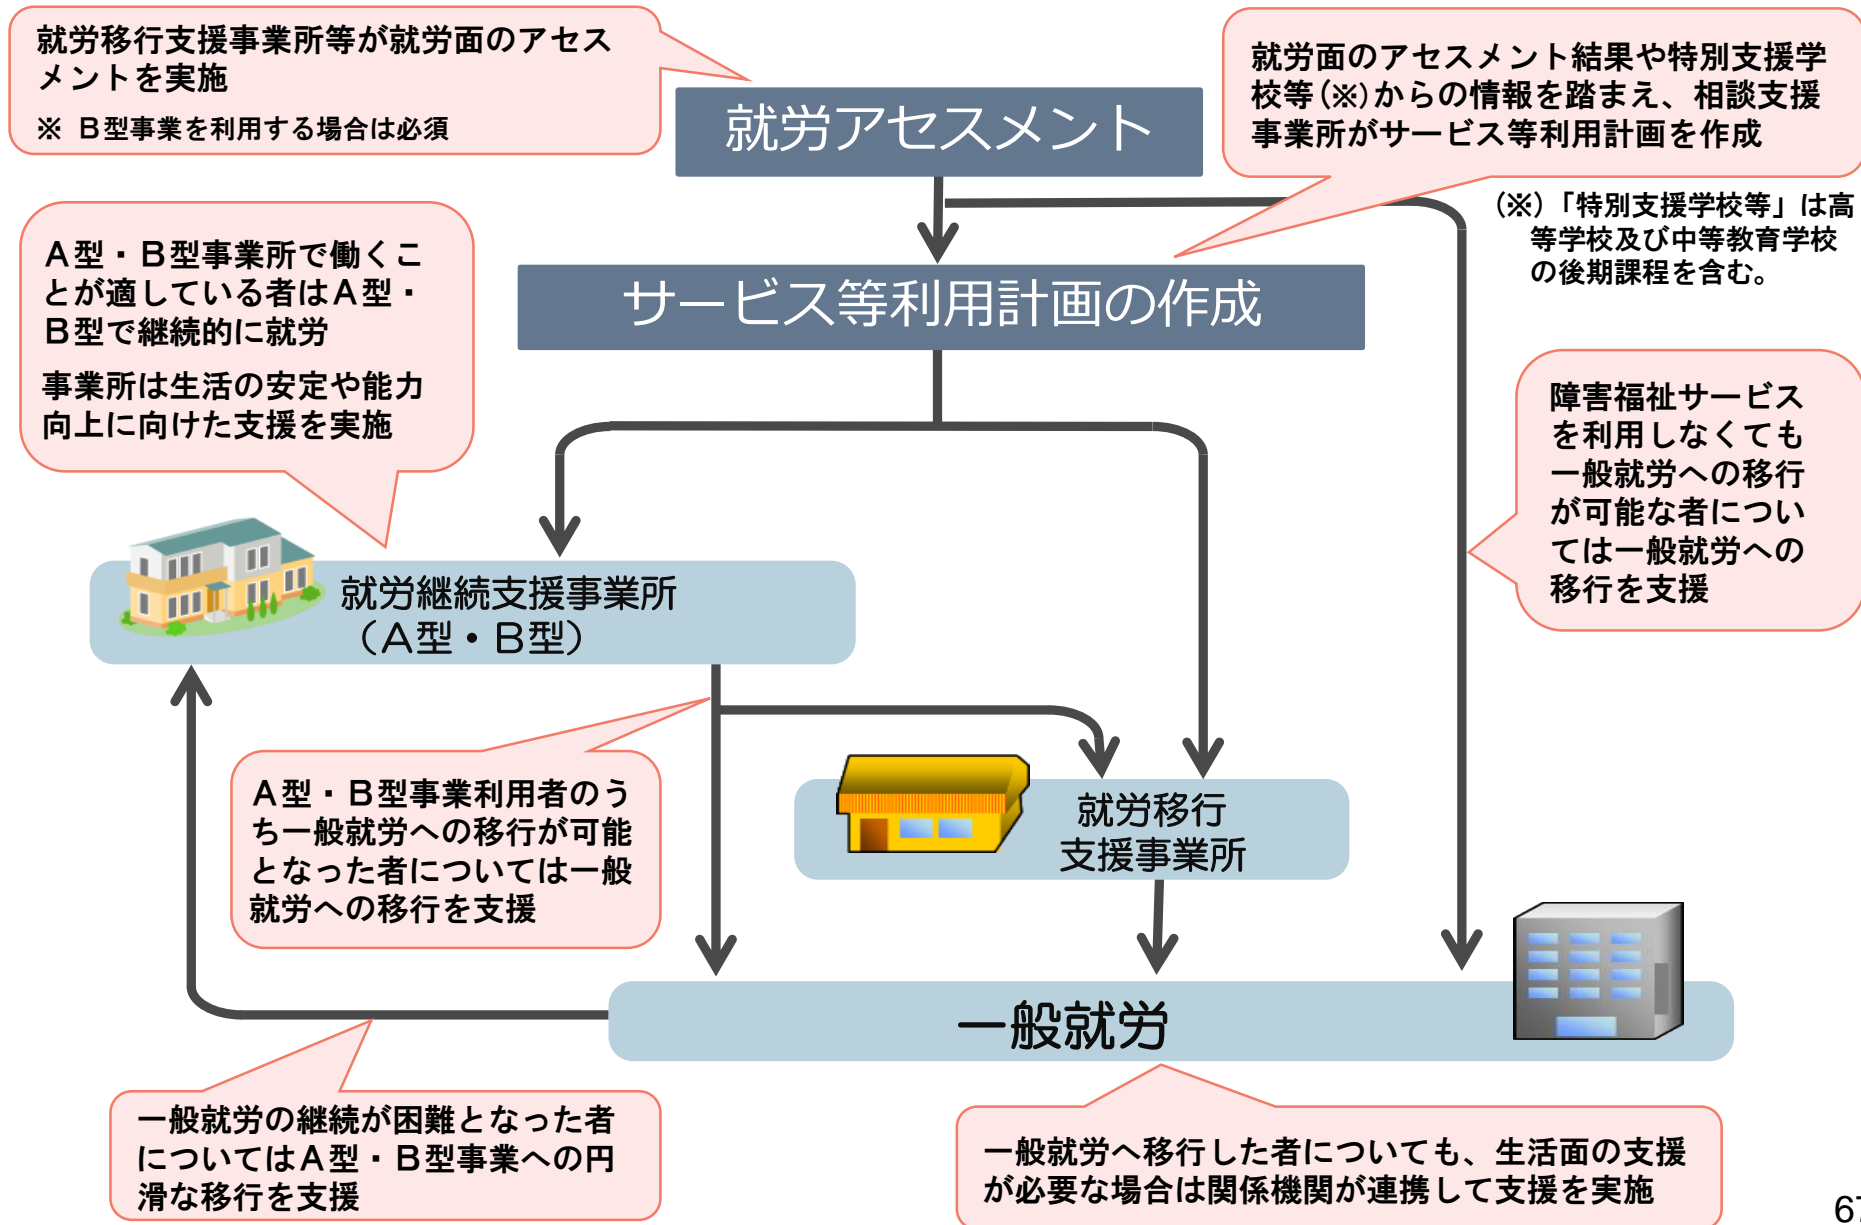 就労移行支援事業所等が就労面のアセス
メントを実施
※ Ｂ型事業を利用する場合は必須
就労アセスメント
就労面のアセスメント結果や特別支援学
校等(※)からの情報を踏まえ、相談支援
事業所がサービス等利用計画を作成
(※)「特別支援学校等」は高
等学校及び中等教育学校
の後期課程を含む。
Ａ型・Ｂ型事業所で働くこ
とが適している者はＡ型・
Ｂ型で継続的に就労
事業所は生活の安定や能力
向上に向けた支援を実施
サービス等利用計画の作成
障害福祉サービス
を利用しなくても
一般就労への移行
が可能な者につい
ては一般就労への
移行を支援
就労継続支援事業所
（Ａ型・Ｂ型）
Ａ型・Ｂ型事業利用者のう
ち一般就労への移行が可能
となった者については一般
就労への移行を支援
就労移行
支援事業所
一般就労
一般就労の継続が困難となった者
についてはＡ型・Ｂ型事業への円
滑な移行を支援
一般就労へ移行した者についても、生活面の支援
が必要な場合は関係機関が連携して支援を実施
67